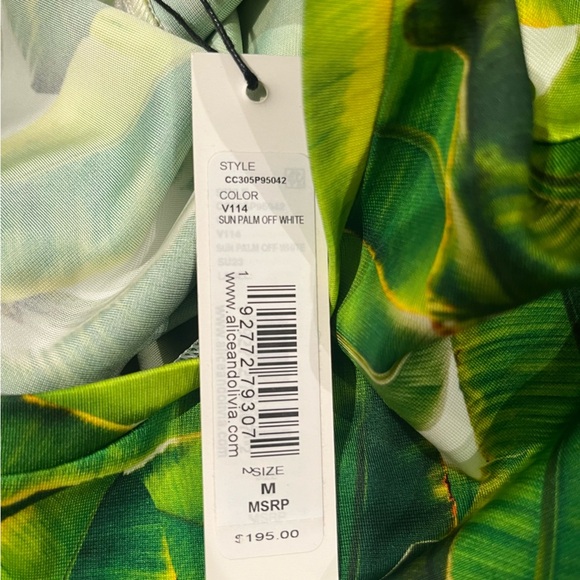 STYLE
CC305P95042
COLOR
V114
SUN PALM OFF WHITE
1 92772 79307 2
www.aliceandolivia.com
SIZE
M
MSRP
$195.00